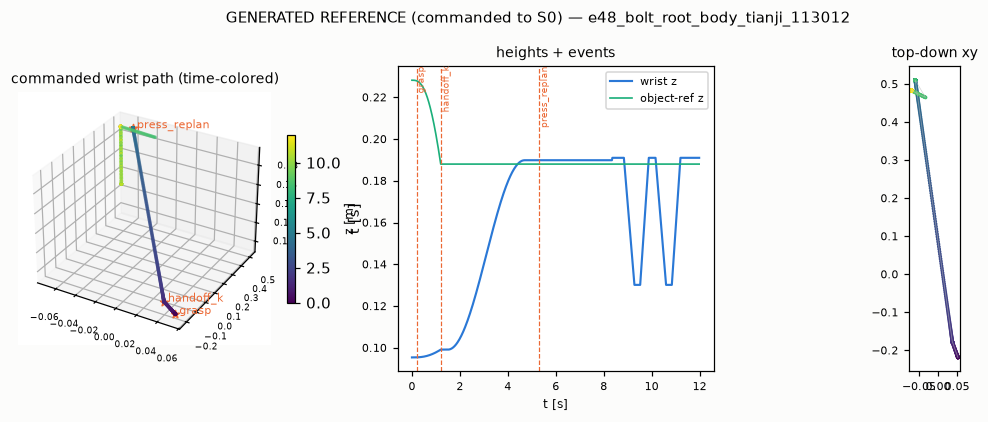 GENERATED REFERENCE (commanded to S0) — e48_bolt_root_body_tianji_113012
commanded wrist path (time-colored)
press_replan
handoff_k
grasp
−0.06
−0.04
−0.02
0.00
0.02
0.04
0.06
−0.2
−0.1
0.0
0.1
0.2
0.3
0.4
0.5
10.0
7.5
5.0
2.5
0.0
t [s]
heights + events
wrist z
object-ref z
grasp
handoff_k
press_replan
0.22
0.20
0.18
0.16
0.14
0.12
0.10
0 2 4 6 8 10 12
t [s]
z [m]
top-down xy
0.5
0.4
0.3
0.2
0.1
0.0
−0.1
−0.2
0.05